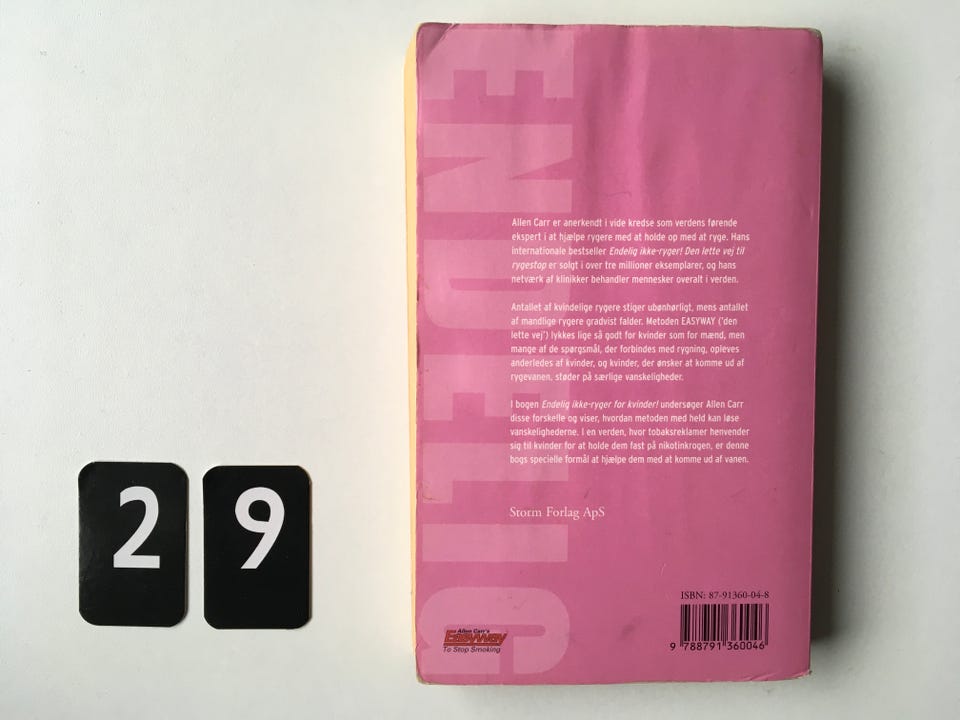 ENDELIG
Allen Carr er anerkendt i vide kredse som verdens førende
ekspert i at hjælpe rygere med at holde op med at ryge. Hans
internationale bestseller Endelig ikke-ryger! Den lette vej til
rygestop er solgt i over tre millioner eksemplarer, og hans
netværk af klinikker behandler mennesker overalt i verden.
Antallet af kvindelige rygere stiger ubønhørligt, mens antallet
af mandlige rygere gradvist falder. Metoden EASYWAY ('den
lette vej') lykkes lige så godt for kvinder som for mænd, men
mange af de spørgsmål, der forbindes med rygning, opleves
anderledes af kvinder, og kvinder, der ønsker at komme ud af
rygevanen, støder på særlige vanskeligheder.
I bogen Endelig ikke-ryger for kvinder! undersøger Allen Carr
disse forskelle og viser, hvordan metoden med held kan løse
vanskelighederne. I en verden, hvor tobaksreklamer henvender
sig til kvinder for at holde dem fast på nikotinkrogen, er denne
bogs specielle formål at hjælpe dem med at komme ud af vanen.
Storm Forlag ApS
29
Allen Carr's
EASYWAY
To Stop Smoking
ISBN: 87-91360-04-8
9 788791 360046